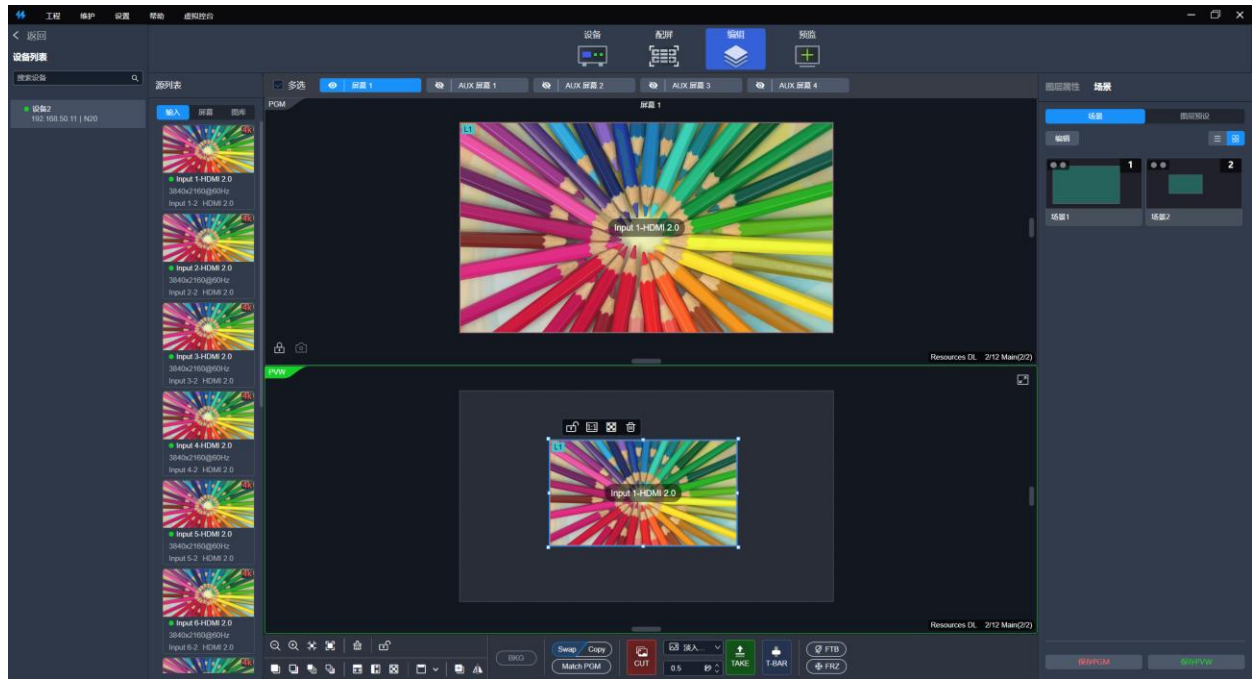 工程 维护 设置 帮助 虚拟控台
返回
设备 配屏 编辑 预监
设备列表
搜索设备
设备2
192.168.50.11 | N20
源列表
输入 屏幕 图库
4K
Input 1-HDMI 2.0
3840x2160@60Hz
Input 1-2 HDMI 2.0
4K
Input 2-HDMI 2.0
3840x2160@60Hz
Input 2-2 HDMI 2.0
4K
Input 3-HDMI 2.0
3840x2160@60Hz
Input 3-2 HDMI 2.0
4K
Input 4-HDMI 2.0
3840x2160@60Hz
Input 4-2 HDMI 2.0
4K
Input 5-HDMI 2.0
3840x2160@60Hz
Input 5-2 HDMI 2.0
4K
Input 6-HDMI 2.0
3840x2160@60Hz
Input 6-2 HDMI 2.0
4K
多选 屏幕 1 AUX 屏幕 1 AUX 屏幕 2 AUX 屏幕 3 AUX 屏幕 4
PGM 屏幕 1
L1
Input 1-HDMI 2.0
Resources DL 2/12 Main(2/2)
PVW
L1
Input 1-HDMI 2.0
Resources DL 2/12 Main(2/2)
BKG
Swap Copy
Match PGM
CUT
淡入...
0.5 秒
TAKE
T-BAR
FTB
FRZ
图层属性 场景
场景 图层预设
编辑
1 2
场景1 场景2
保存PGM 保存PVW